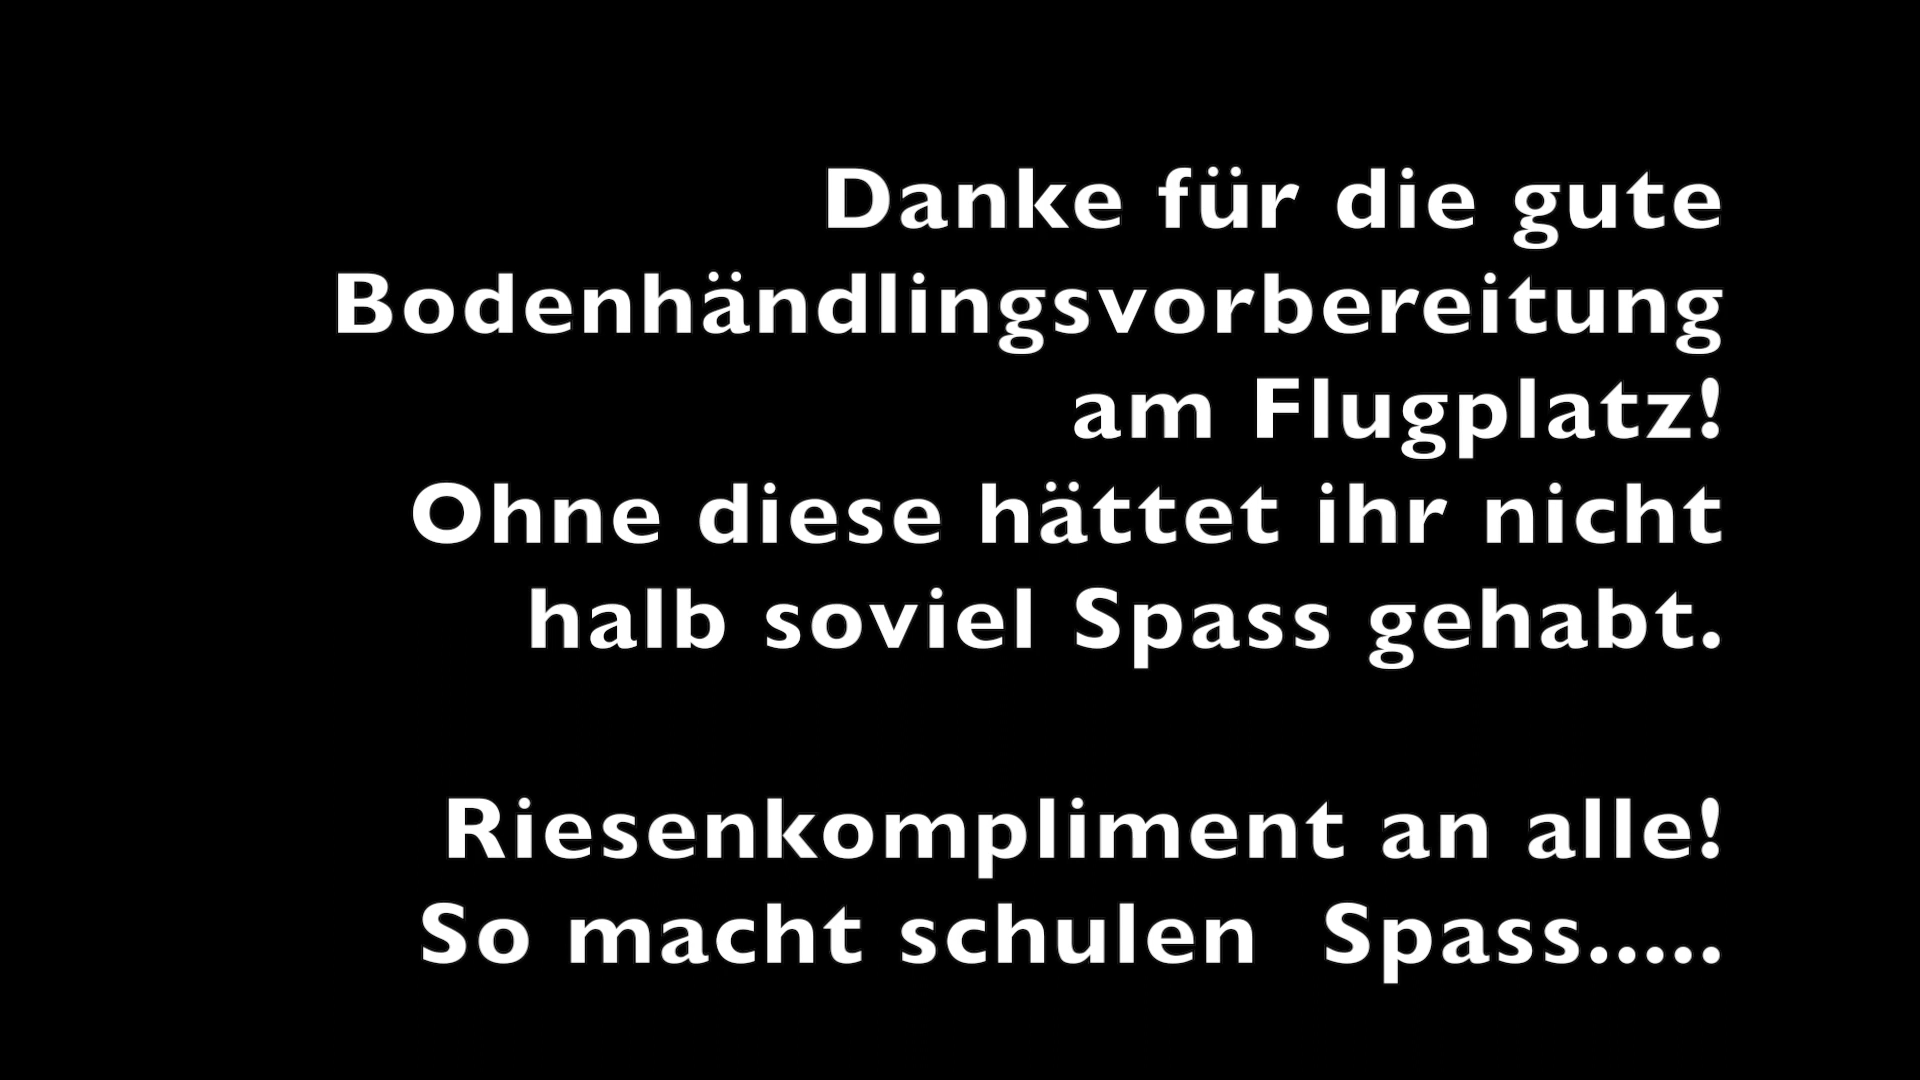 Danke für die gute
Bodenhändlingsvorbereitung
am Flugplatz!
Ohne diese hättet ihr nicht
halb soviel Spass gehabt.
Riesenkompliment an alle!
So macht schulen  Spass.....